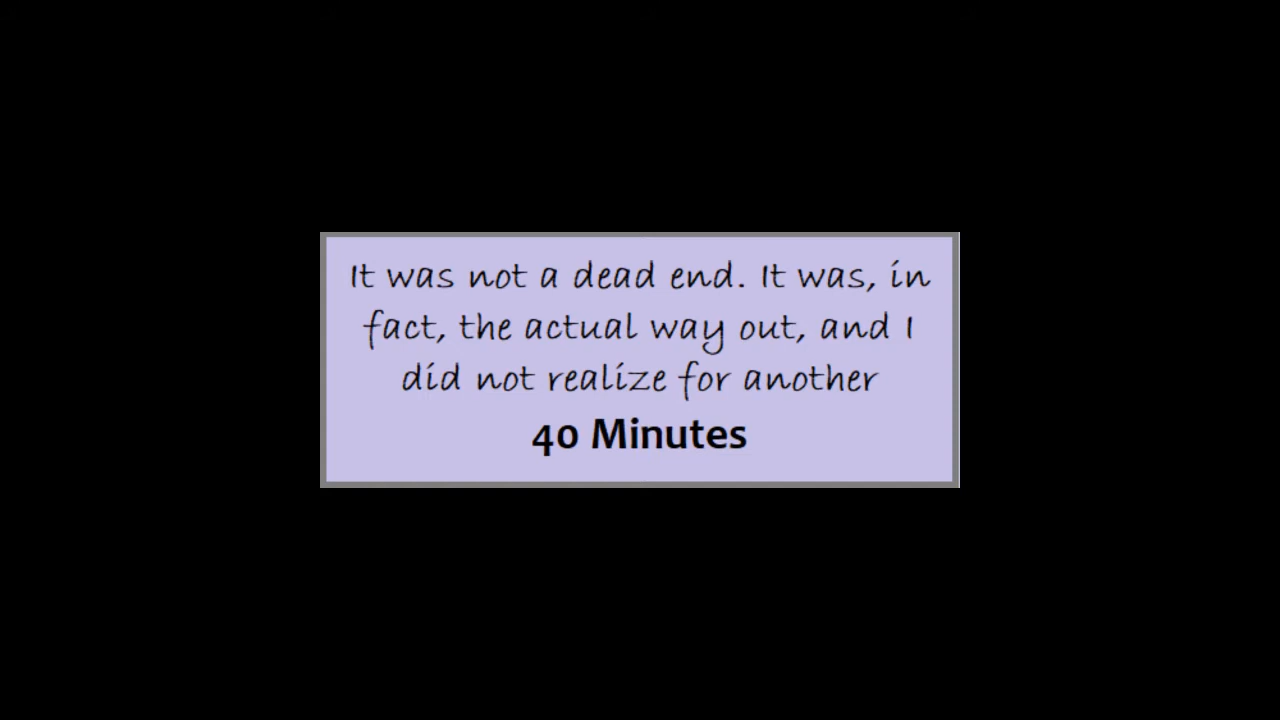 It was not a dead end. It was, in
fact, the actual way out, and I
did not realize for another
40 Minutes